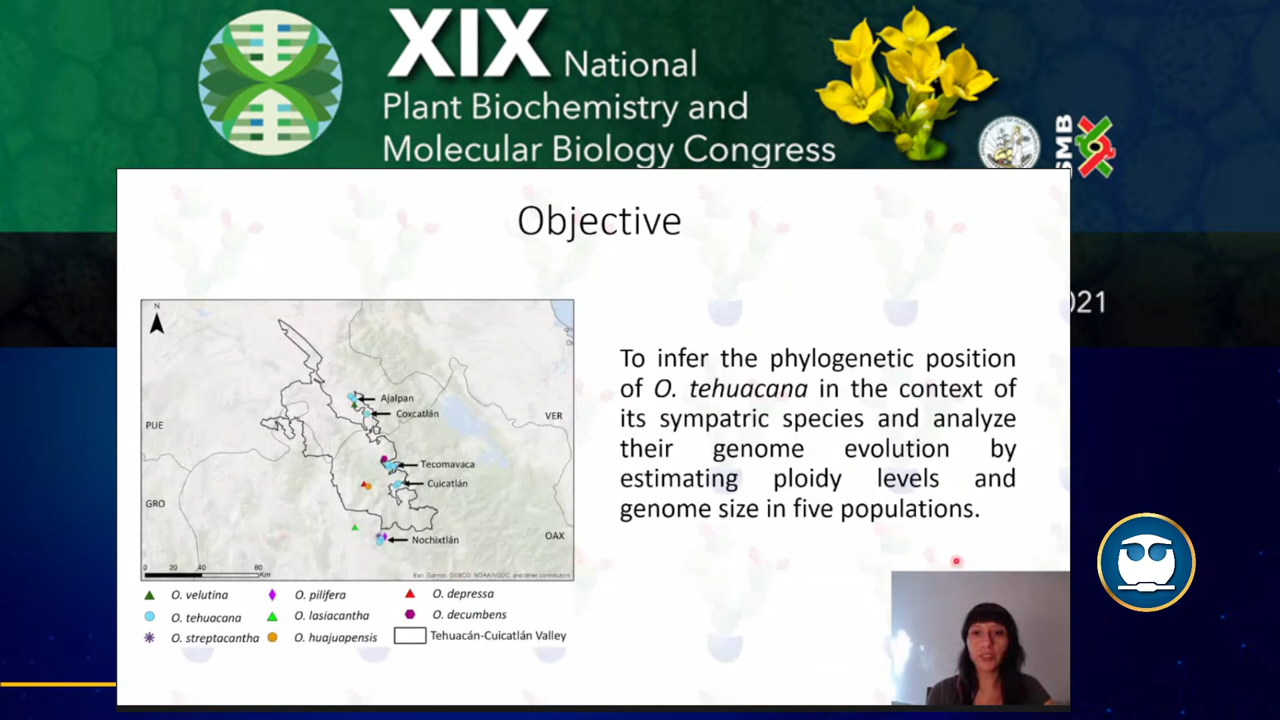 XIX National
Plant Biochemistry and
Molecular Biology Congress
SMB
021
Objective
N
Ajalpan
Coxcatlán
PUE
VER
Tecomavaca
Cuicatlán
GRO
OAX
Nochixtlán
0 20 40 80
Km
Esri, Garmin, GEBCO, NOAA NGDC, and other contributors
To infer the phylogenetic position
of O. tehuacana in the context of
its sympatric species and analyze
their genome evolution by
estimating ploidy levels and
genome size in five populations.
O. velutina O. pilifera O. depressa
O. tehuacana O. lasiacantha O. decumbens
O. streptacantha O. huajuapensis Tehuacán-Cuicatlán Valley